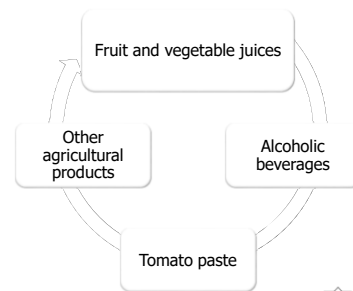 Fruit and vegetable juices
Other
agricultural
products
Alcoholic
beverages
Tomato paste